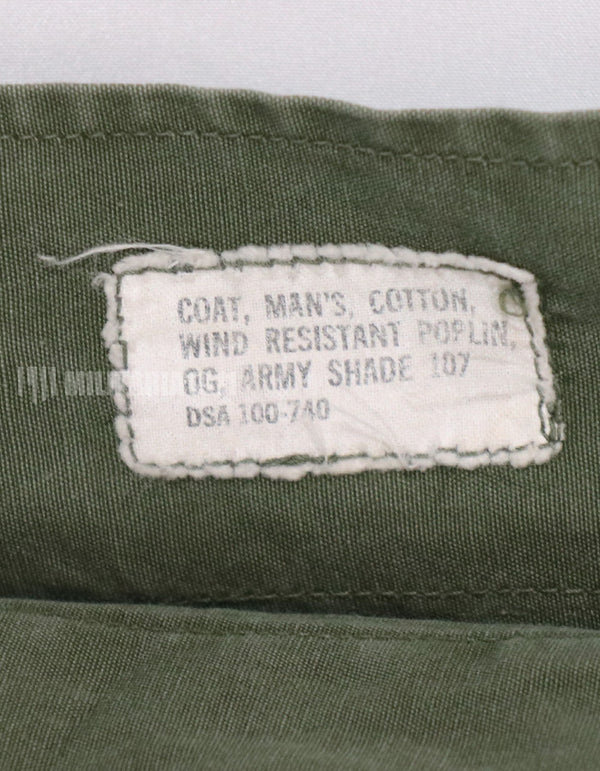 COAT, MAN'S, COTTON,
WIND RESISTANT POPLIN,
OG, ARMY SHADE 107
DSA 100-740